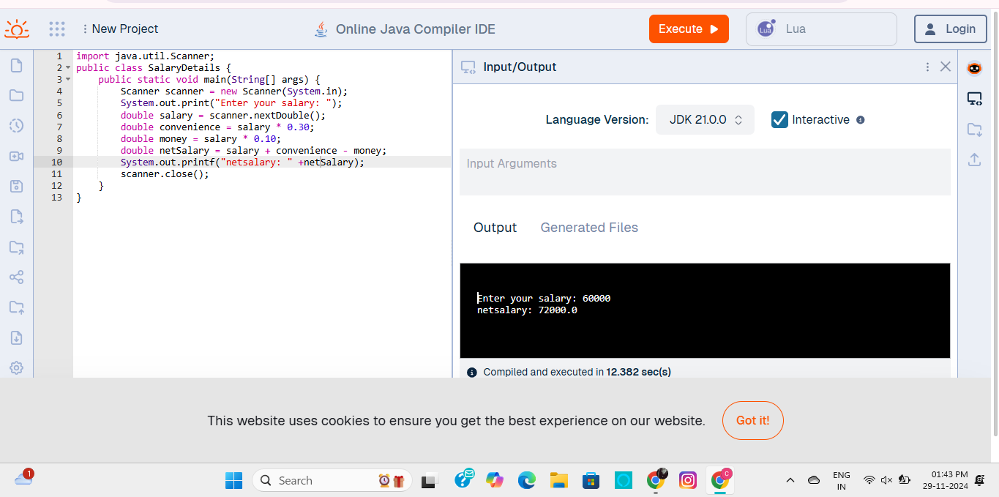 New Project
Online Java Compiler IDE
Execute
Lua
Lua
Login
1 import java.util.Scanner;
2 public class SalaryDetails {
3 public static void main(String[] args) {
4 Scanner scanner = new Scanner(System.in);
5 System.out.print("Enter your salary: ");
6 double salary = scanner.nextDouble();
7 double convenience = salary * 0.30;
8 double money = salary * 0.10;
9 double netSalary = salary + convenience - money;
10 System.out.printf("netsalary: " +netSalary);
11 scanner.close();
12 }
13 }
Input/Output
Language Version:
JDK 21.0.0
Interactive
Input Arguments
Output
Generated Files
Enter your salary: 60000
netsalary: 72000.0
Compiled and executed in 12.382 sec(s)
This website uses cookies to ensure you get the best experience on our website.
Got it!
1
Search
C
ENG
IN
01:43 PM
29-11-2024